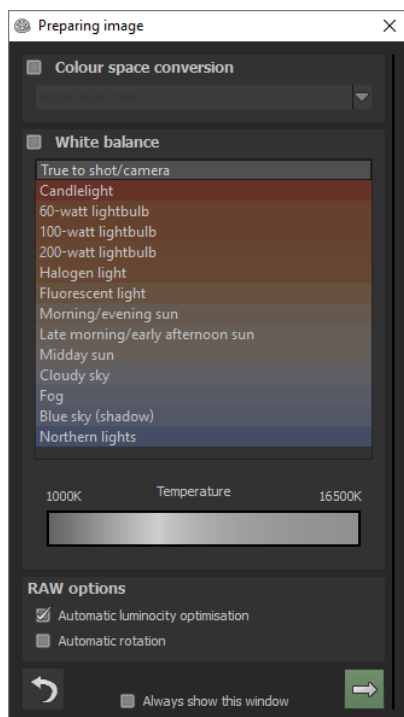 Preparing image
Colour space conversion
Adobe RGB 1998
White balance
True to shot/camera
Candlelight
60-watt lightbulb
100-watt lightbulb
200-watt lightbulb
Halogen light
Fluorescent light
Morning/evening sun
Late morning/early afternoon sun
Midday sun
Cloudy sky
Fog
Blue sky (shadow)
Northern lights
1000K Temperature 16500K
RAW options
Automatic luminocity optimisation
Automatic rotation
Always show this window